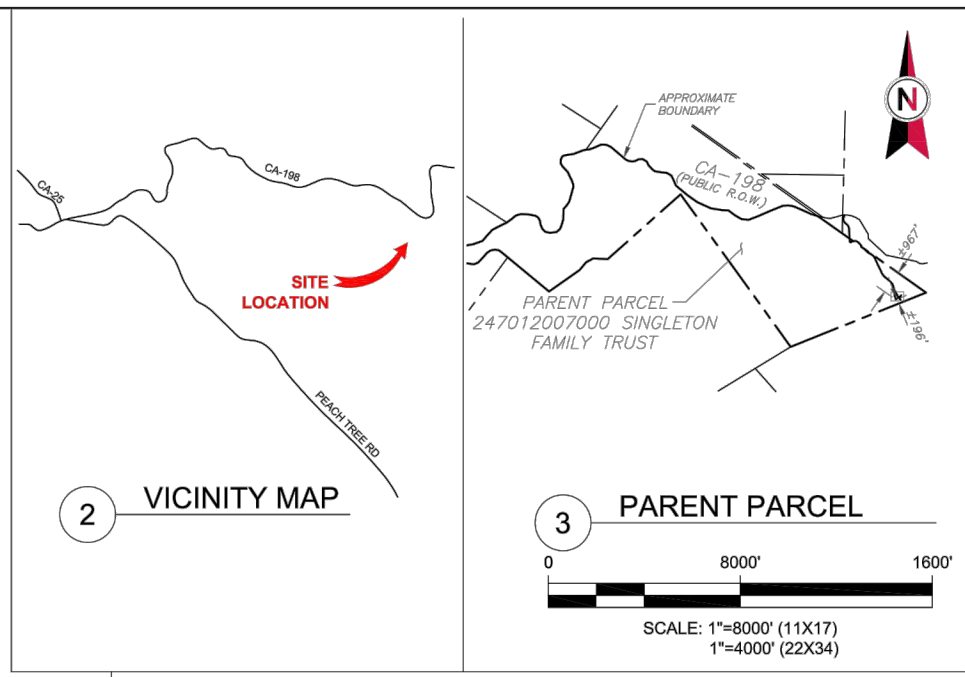 CA-25
CA-198
SITE
LOCATION
PEACH TREE RD
2
VICINITY MAP
APPROXIMATE
BOUNDARY
N
CA-198
(PUBLIC R.O.W.)
±967'
±196'
PARENT PARCEL
247012007000 SINGLETON
FAMILY TRUST
3
PARENT PARCEL
0
8000'
1600'
SCALE: 1"=8000' (11X17)
1"=4000' (22X34)